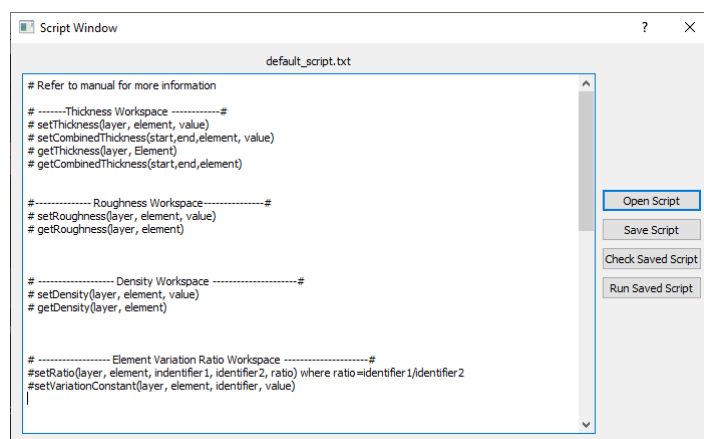 Script Window
? ×
default_script.txt
# Refer to manual for more information
# -------Thickness Workspace ------------#
# setThickness(layer, element, value)
# setCombinedThickness(start,end,element, value)
# getThickness(layer, Element)
# getCombinedThickness(start,end,element)
#-------------- Roughness Workspace---------------#
# setRoughness(layer, element, value)
# getRoughness(layer, element)
# ------------------- Density Workspace ---------------------#
# setDensity(layer, element, value)
# getDensity(layer, element)
# ------------------ Element Variation Ratio Workspace ---------------------#
#setRatio(layer, element, indentifier1, identifier2, ratio) where ratio=identifier1/identifier2
#setVariationConstant(layer, element, identifier, value)
Open Script
Save Script
Check Saved Script
Run Saved Script